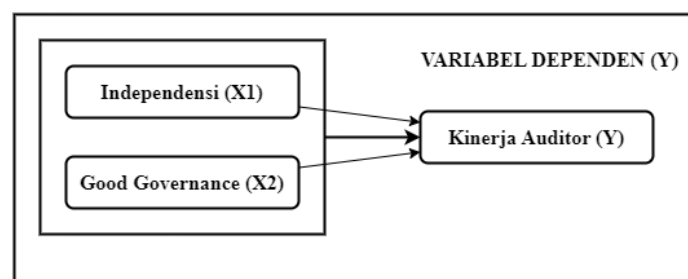 VARIABEL DEPENDEN (Y)
Independensi (X1)
Kinerja Auditor (Y)
Good Governance (X2)